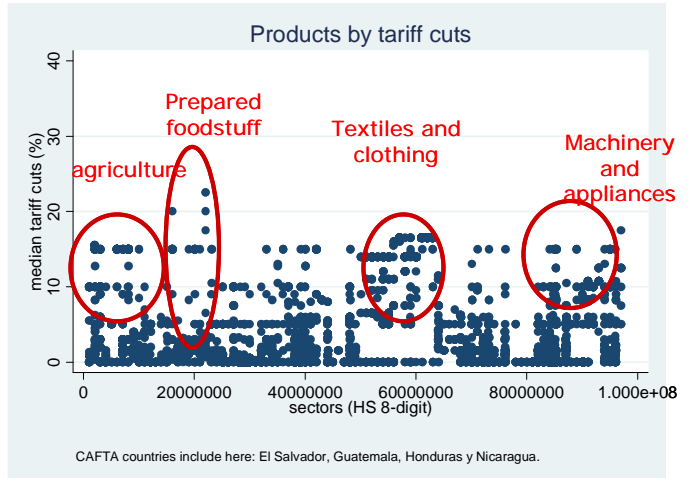 Products by tariff cuts
40
30
20
10
0
median tariff cuts (%)
agriculture
Prepared
foodstuff
Textiles and
clothing
Machinery
and
appliances
0 20000000 40000000 60000000 80000000 1.000e+08
sectors (HS 8-digit)
CAFTA countries include here: El Salvador, Guatemala, Honduras y Nicaragua.